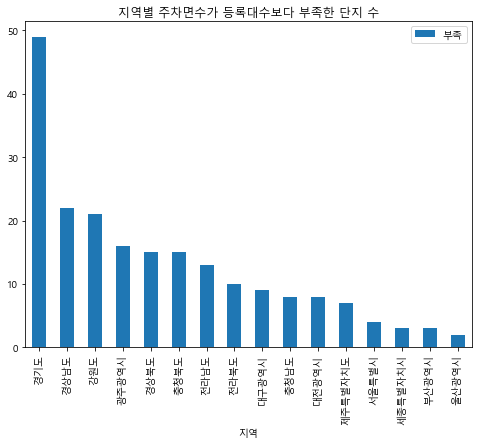 지역별 주차면수가 등록대수보다 부족한 단지 수
부족
50
40
30
20
10
0
경기도
경상남도
강원도
광주광역시
경상북도
충청북도
전라남도
전라북도
대구광역시
충청남도
대전광역시
제주특별자치도
서울특별시
세종특별자치시
부산광역시
울산광역시
지역